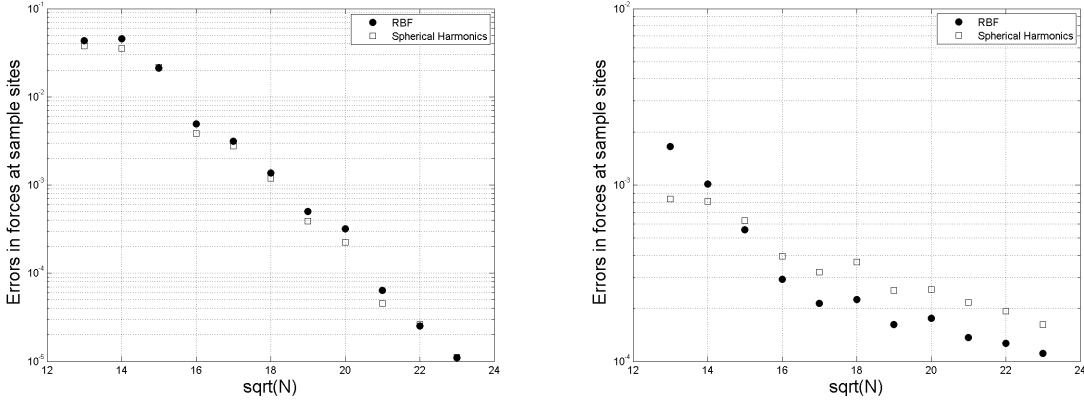 10^-1
10^-2
10^-3
10^-4
10^-5
Errors in forces at sample sites
RBF
Spherical Harmonics
12 14 16 18 20 22 24
sqrt(N)
10^-2
10^-3
10^-4
Errors in forces at sample sites
RBF
Spherical Harmonics
12 14 16 18 20 22 24
sqrt(N)